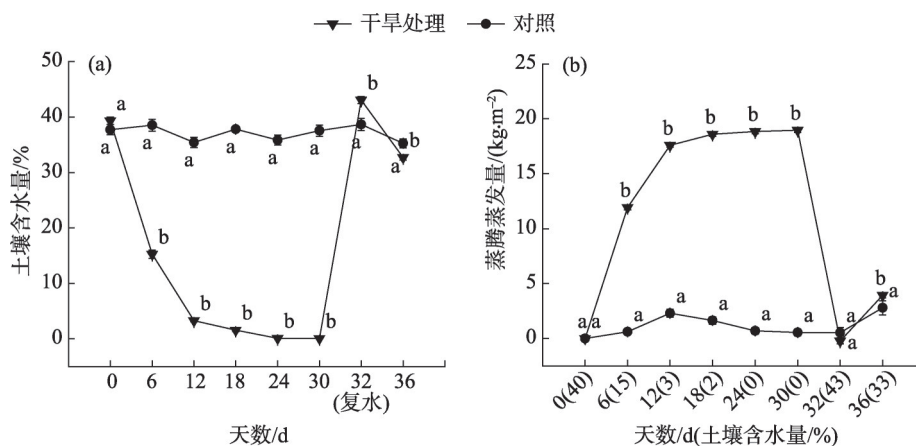 干旱处理 对照
(a)
土壤含水量/%
50
40
30
20
10
0
a
a
a
b
a
b
a
b
a
b
a
b
b
a
b
a
0 6 12 18 24 30 32 36
(复水)
天数/d
(b)
蒸腾蒸发量/(kg·m⁻²)
25
20
15
10
5
0
a a
b
a
b
a
b
a
b
a
b
a
a
a
b
a
0(40) 6(15) 12(3) 18(2) 24(0) 30(0) 32(43) 36(33)
天数/d(土壤含水量/%)